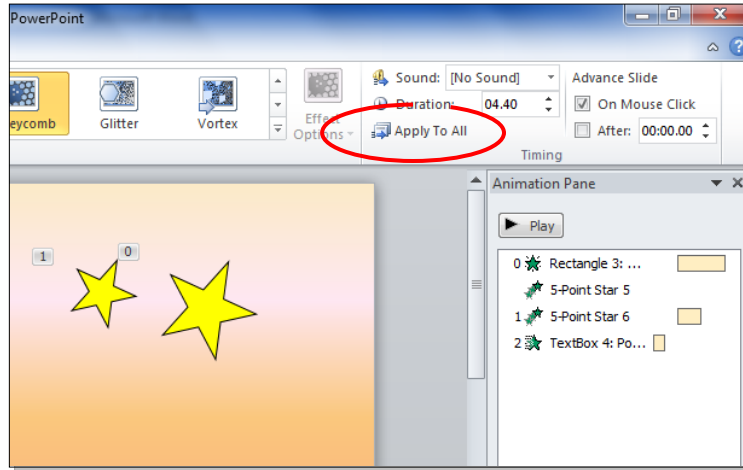 PowerPoint
Sound: [No Sound] Advance Slide
Duration: 04.40 On Mouse Click
eycomb Glitter Vortex Effect Options Apply To All After: 00:00.00
Timing
Animation Pane
Play
1 0
0 Rectangle 3: ...
5-Point Star 5
1 5-Point Star 6
2 TextBox 4: Po...